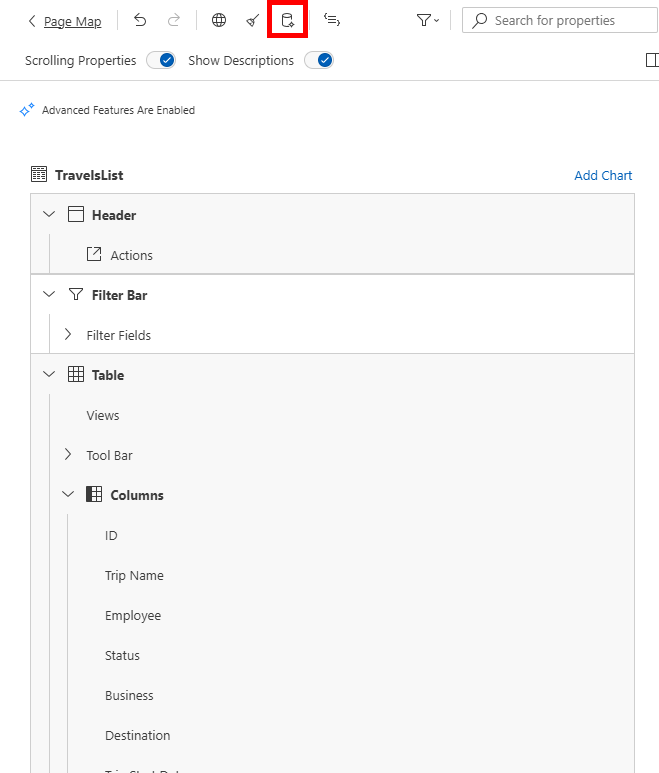 Page Map
Search for properties
Scrolling Properties
Show Descriptions
Advanced Features Are Enabled
TravelsList
Add Chart
Header
Actions
Filter Bar
Filter Fields
Table
Views
Tool Bar
Columns
ID
Trip Name
Employee
Status
Business
Destination